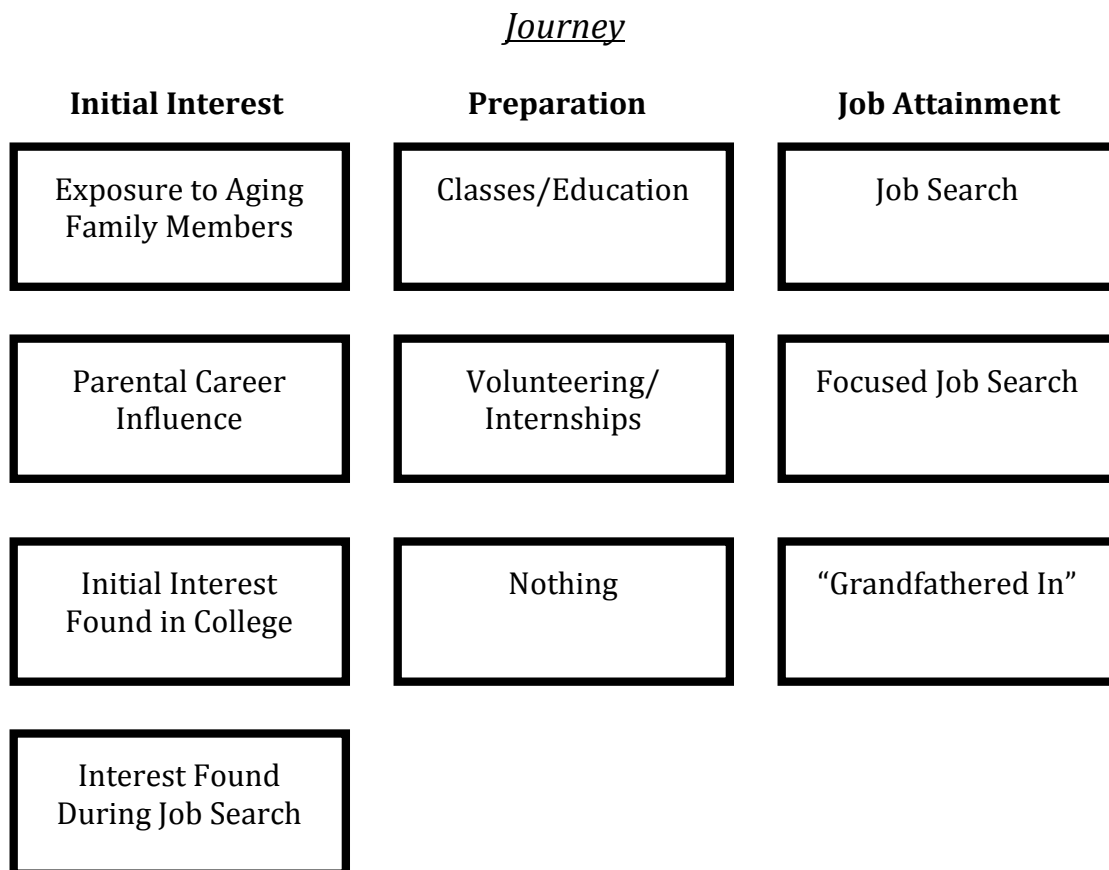 Journey
Initial Interest
Preparation
Job Attainment
Exposure to Aging
Family Members
Classes/Education
Job Search
Parental Career
Influence
Volunteering/
Internships
Focused Job Search
Initial Interest
Found in College
Nothing
“Grandfathered In”
Interest Found
During Job Search